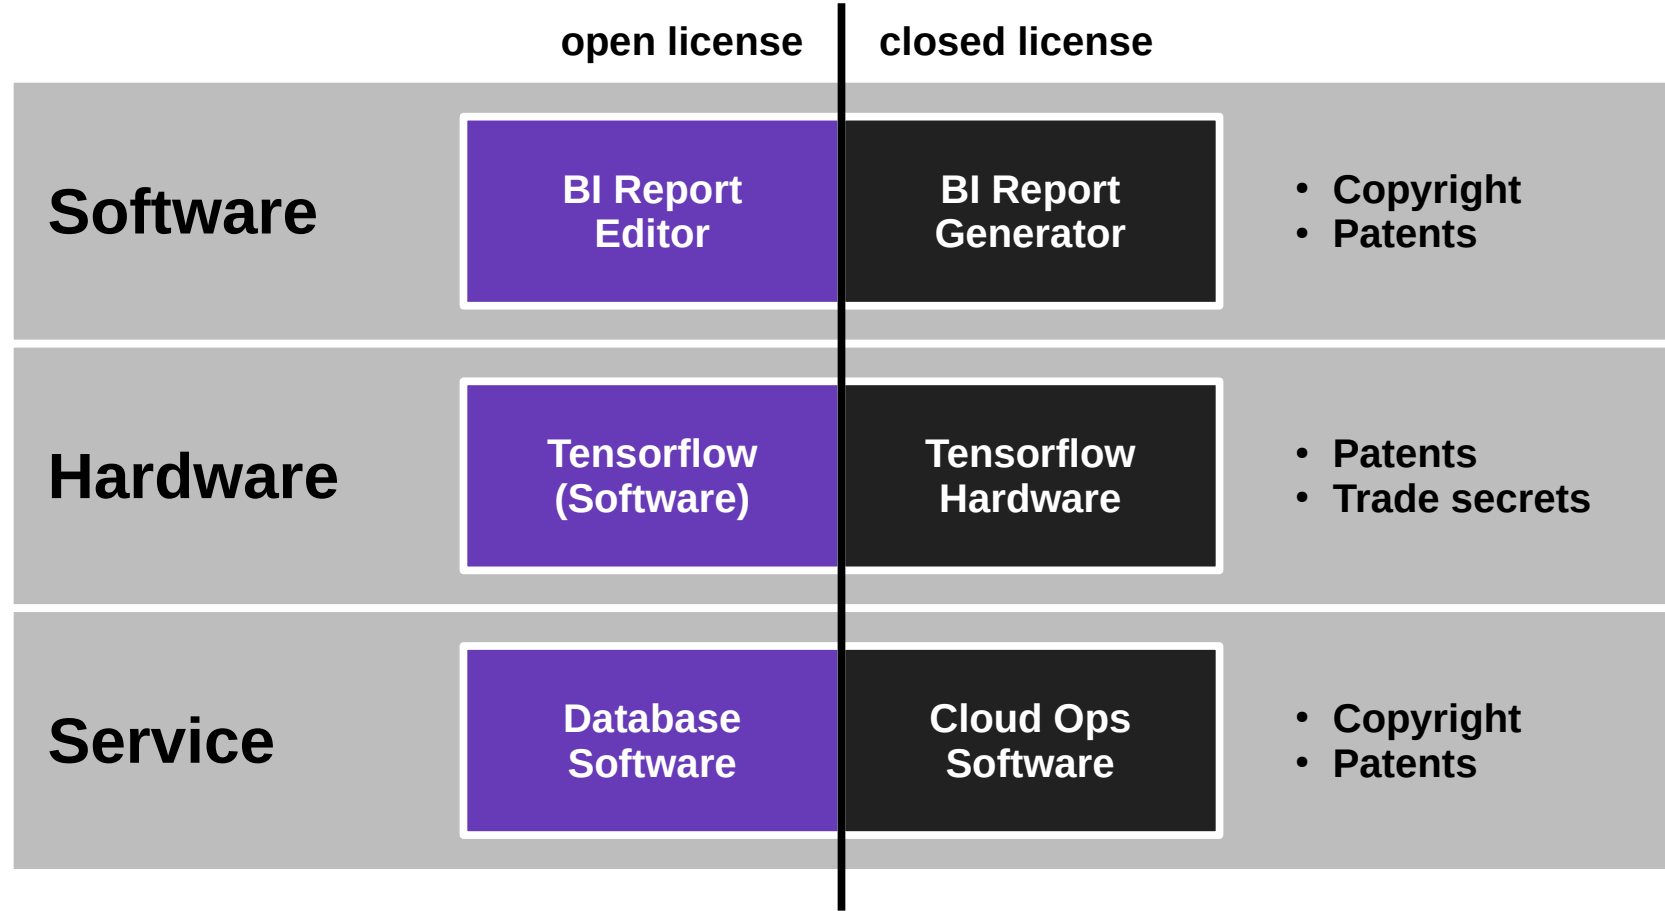 open license
closed license
Software
BI Report
Editor
BI Report
Generator
• Copyright
• Patents
Hardware
Tensorflow
(Software)
Tensorflow
Hardware
• Patents
• Trade secrets
Service
Database
Software
Cloud Ops
Software
• Copyright
• Patents